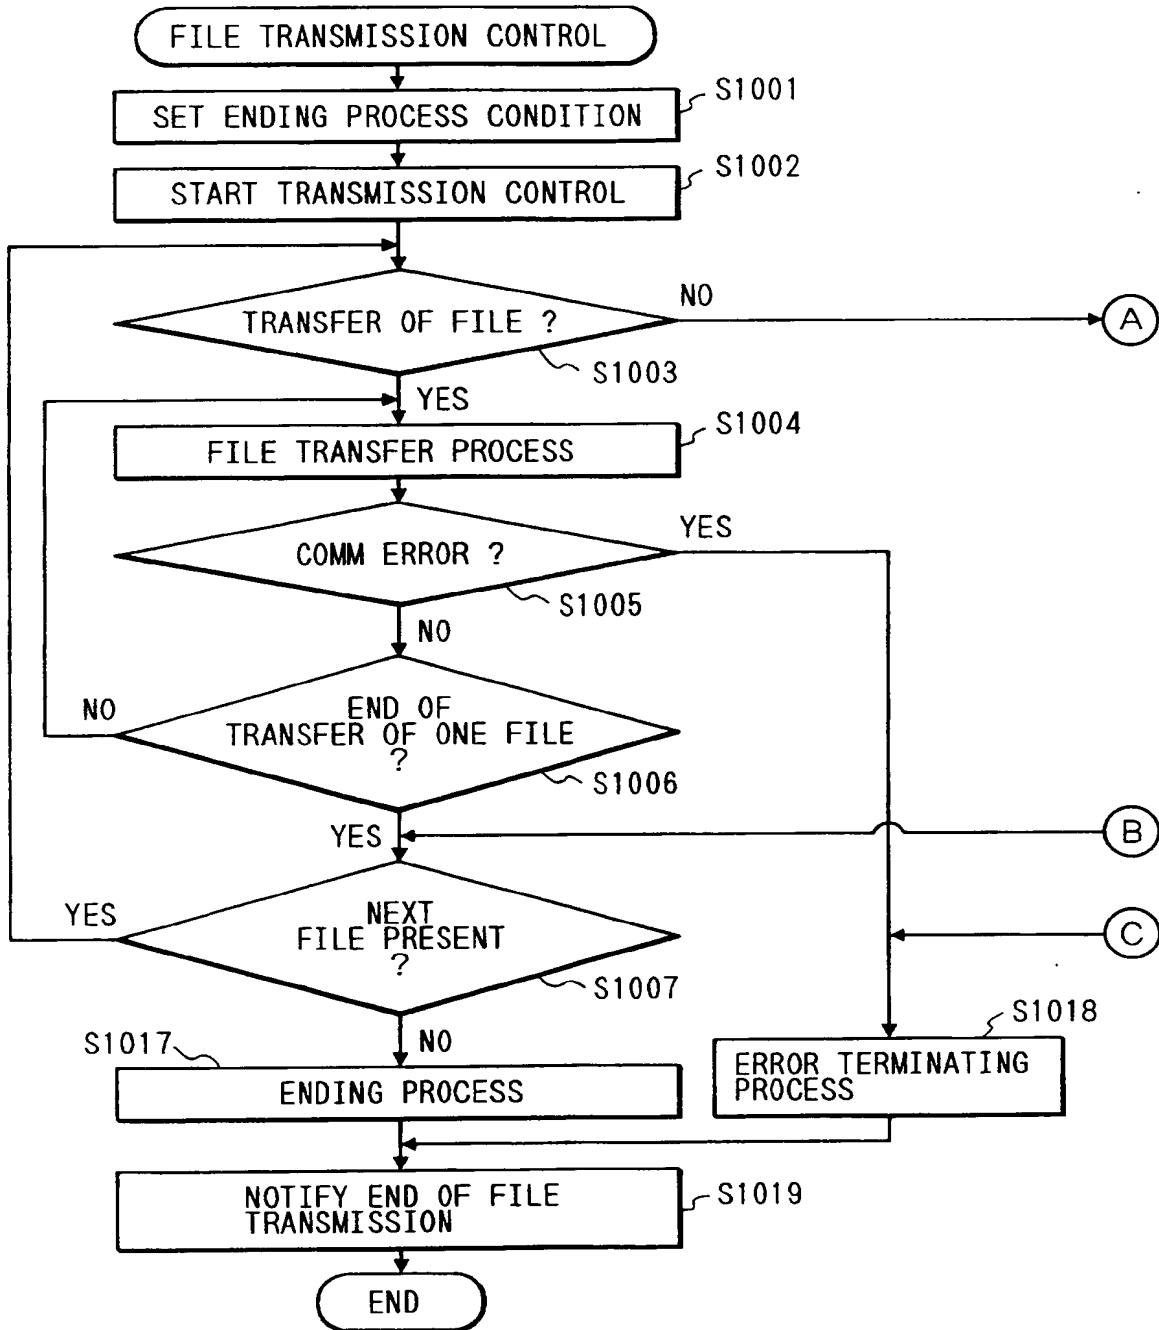 FILE TRANSMISSION CONTROL
S1001
SET ENDING PROCESS CONDITION
S1002
START TRANSMISSION CONTROL
NO
TRANSFER OF FILE ?
A
S1003
YES
S1004
FILE TRANSFER PROCESS
YES
COMM ERROR ?
S1005
NO
NO
END OF
TRANSFER OF ONE FILE
?
S1006
YES
B
YES
NEXT
FILE PRESENT
?
C
S1007
S1017
NO
S1018
ENDING PROCESS
ERROR TERMINATING
PROCESS
NOTIFY END OF FILE
TRANSMISSION
S1019
END